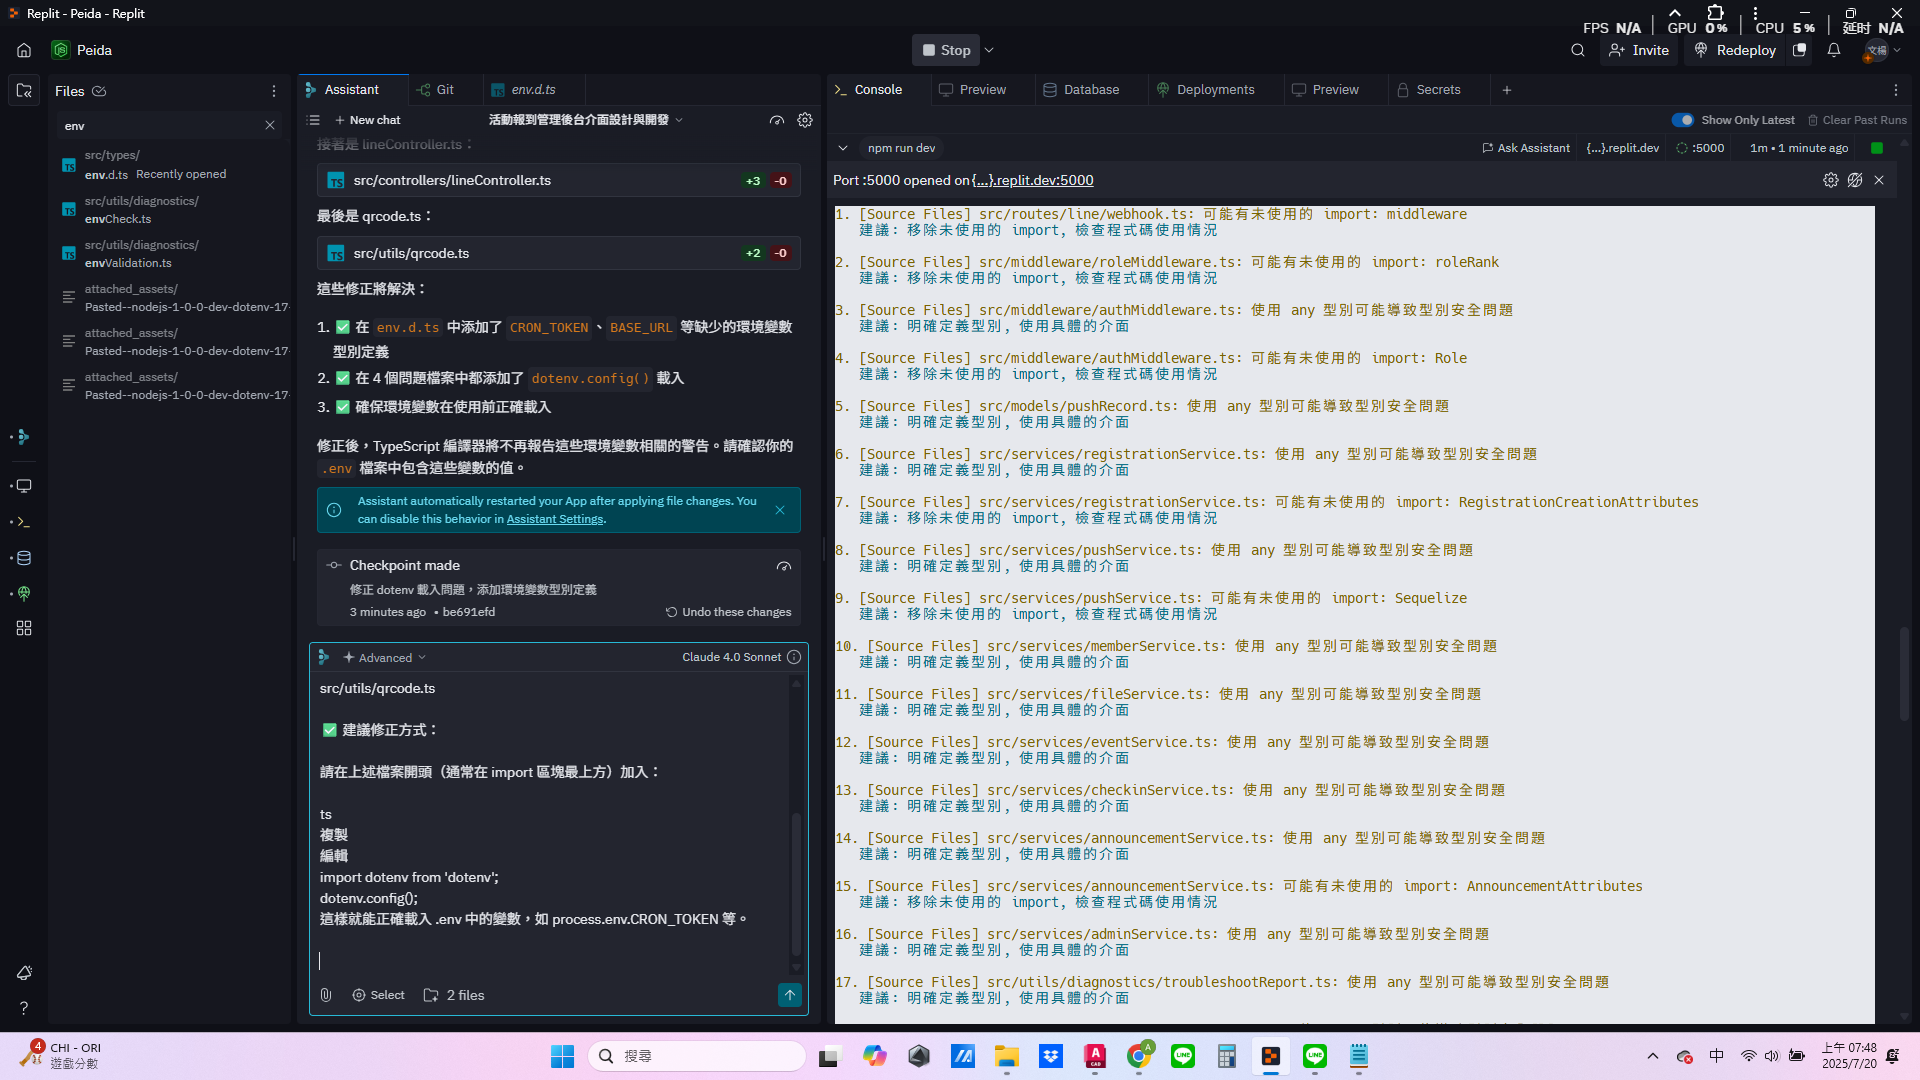 Replit - Peida - Replit
FPS N/A GPU 0% CPU 5% 延时 N/A
Peida
Stop
Invite
Redeploy
文楊
Files
env
src/types/
env.d.ts Recently opened
src/utils/diagnostics/
envCheck.ts
src/utils/diagnostics/
envValidation.ts
attached_assets/
Pasted--nodejs-1-0-0-dev-dotenv-17-
attached_assets/
Pasted--nodejs-1-0-0-dev-dotenv-17-
attached_assets/
Pasted--nodejs-1-0-0-dev-dotenv-17-
Assistant
Git
env.d.ts
New chat
活動報到管理後台介面設計與開發
接著是 lineController.ts：
src/controllers/lineController.ts +3 -0
最後是 qrcode.ts：
src/utils/qrcode.ts +2 -0
這些修正將解決：
1. ✅ 在 env.d.ts 中添加了 CRON_TOKEN、BASE_URL 等缺少的環境變數
型別定義
2. ✅ 在 4 個問題檔案中都添加了 dotenv.config() 載入
3. ✅ 確保環境變數在使用前正確載入
修正後，TypeScript 編譯器將不再報告這些環境變數相關的警告。請確認你的
.env 檔案中包含這些變數的值。
Assistant automatically restarted your App after applying file changes. You
can disable this behavior in Assistant Settings.
Checkpoint made
修正 dotenv 載入問題，添加環境變數型別定義
3 minutes ago • be691efd
Undo these changes
Advanced
Claude 4.0 Sonnet
src/utils/qrcode.ts
✅ 建議修正方式：
請在上述檔案開頭（通常在 import 區塊最上方）加入：
ts
複製
編輯
import dotenv from 'dotenv';
dotenv.config();
這樣就能正確載入 .env 中的變數，如 process.env.CRON_TOKEN 等。
Select
2 files
Console
Preview
Database
Deployments
Preview
Secrets
Show Only Latest
Clear Past Runs
npm run dev
Ask Assistant
{...}.replit.dev
:5000
1m • 1 minute ago
Port :5000 opened on {...}.replit.dev:5000
1. [Source Files] src/routes/line/webhook.ts: 可能有未使用的 import: middleware
建議: 移除未使用的 import, 檢查程式碼使用情況
2. [Source Files] src/middleware/roleMiddleware.ts: 可能有未使用的 import: roleRank
建議: 移除未使用的 import, 檢查程式碼使用情況
3. [Source Files] src/middleware/authMiddleware.ts: 使用 any 型別可能導致型別安全問題
建議: 明確定義型別, 使用具體的介面
4. [Source Files] src/middleware/authMiddleware.ts: 可能有未使用的 import: Role
建議: 移除未使用的 import, 檢查程式碼使用情況
5. [Source Files] src/models/pushRecord.ts: 使用 any 型別可能導致型別安全問題
建議: 明確定義型別, 使用具體的介面
6. [Source Files] src/services/registrationService.ts: 使用 any 型別可能導致型別安全問題
建議: 明確定義型別, 使用具體的介面
7. [Source Files] src/services/registrationService.ts: 可能有未使用的 import: RegistrationCreationAttributes
建議: 移除未使用的 import, 檢查程式碼使用情況
8. [Source Files] src/services/pushService.ts: 使用 any 型別可能導致型別安全問題
建議: 明確定義型別, 使用具體的介面
9. [Source Files] src/services/pushService.ts: 可能有未使用的 import: Sequelize
建議: 移除未使用的 import, 檢查程式碼使用情況
10. [Source Files] src/services/memberService.ts: 使用 any 型別可能導致型別安全問題
建議: 明確定義型別, 使用具體的介面
11. [Source Files] src/services/fileService.ts: 使用 any 型別可能導致型別安全問題
建議: 明確定義型別, 使用具體的介面
12. [Source Files] src/services/eventService.ts: 使用 any 型別可能導致型別安全問題
建議: 明確定義型別, 使用具體的介面
13. [Source Files] src/services/checkinService.ts: 使用 any 型別可能導致型別安全問題
建議: 明確定義型別, 使用具體的介面
14. [Source Files] src/services/announcementService.ts: 使用 any 型別可能導致型別安全問題
建議: 明確定義型別, 使用具體的介面
15. [Source Files] src/services/announcementService.ts: 可能有未使用的 import: AnnouncementAttributes
建議: 移除未使用的 import, 檢查程式碼使用情況
16. [Source Files] src/services/adminService.ts: 使用 any 型別可能導致型別安全問題
建議: 明確定義型別, 使用具體的介面
17. [Source Files] src/utils/diagnostics/troubleshootReport.ts: 使用 any 型別可能導致型別安全問題
建議: 明確定義型別, 使用具體的介面
4
CHI - ORI
遊戲分數
搜尋
中
上午 07:48
2025/7/20